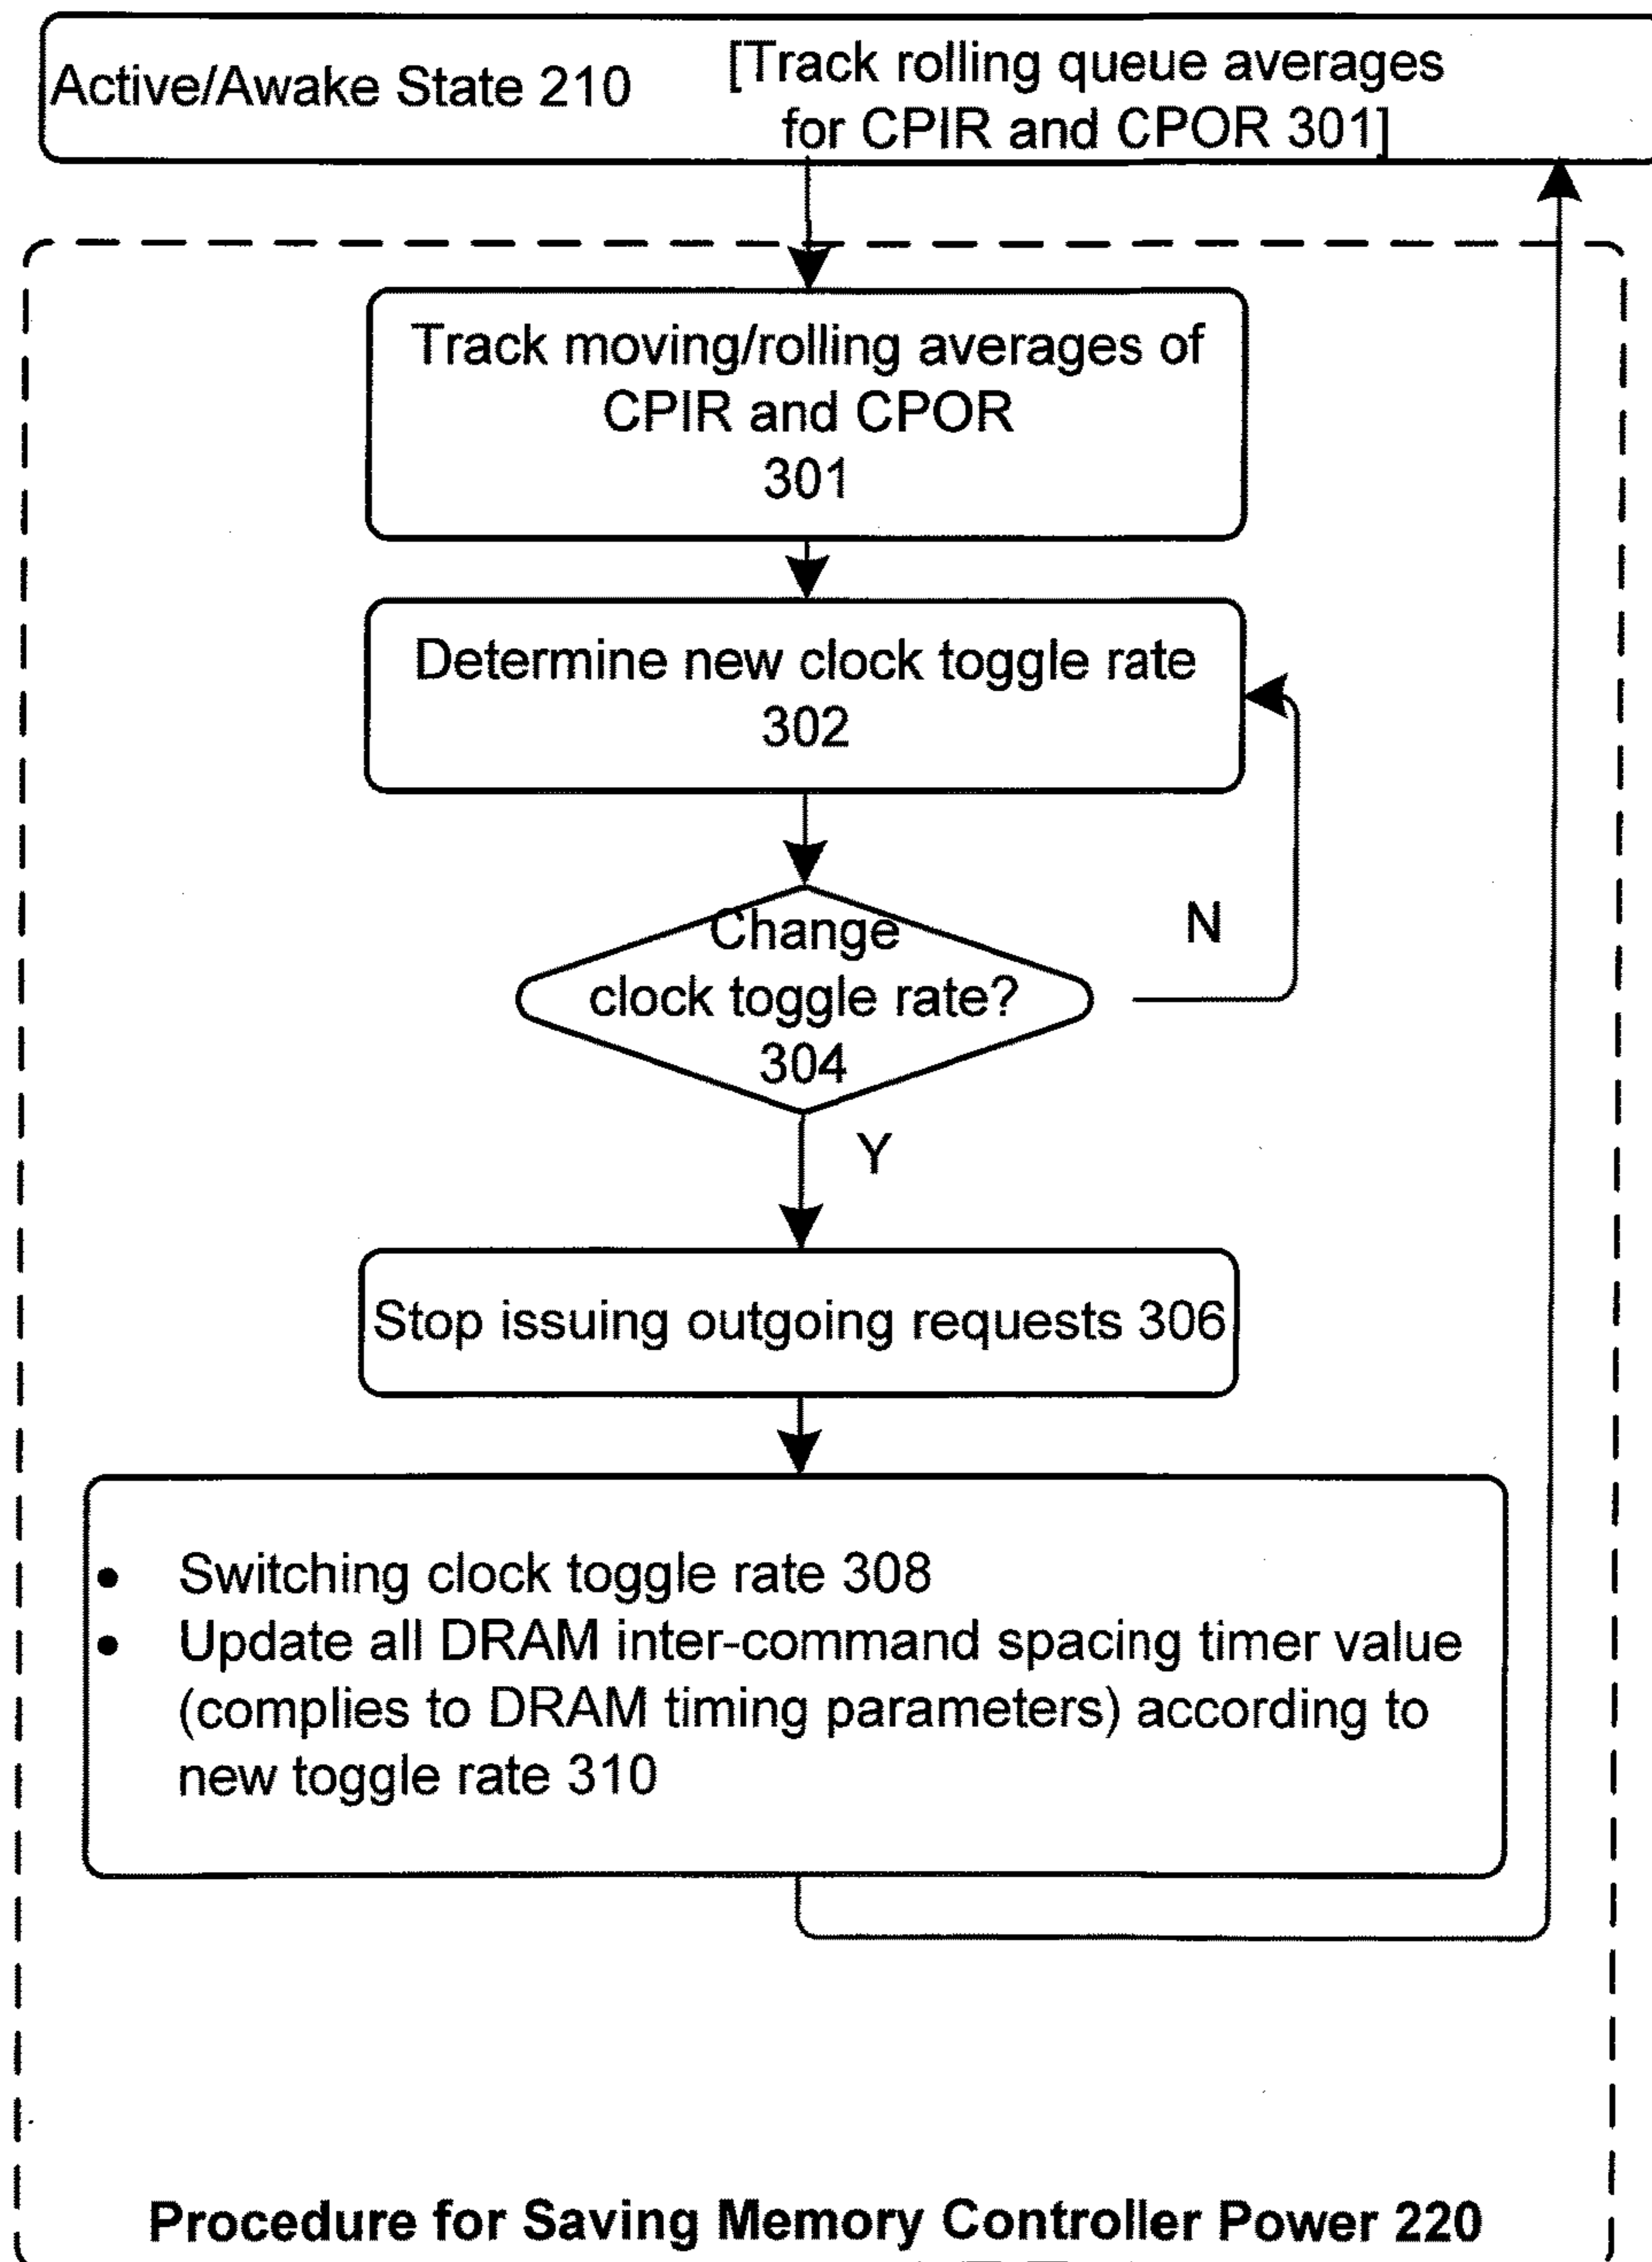 Active/Awake State 210
[Track rolling queue averages
for CPIR and CPOR 301]
Track moving/rolling averages of
CPIR and CPOR
301
Determine new clock toggle rate
302
Change
clock toggle rate?
304
N
Y
Stop issuing outgoing requests 306
• Switching clock toggle rate 308
• Update all DRAM inter-command spacing timer value
(complies to DRAM timing parameters) according to
new toggle rate 310
Procedure for Saving Memory Controller Power 220